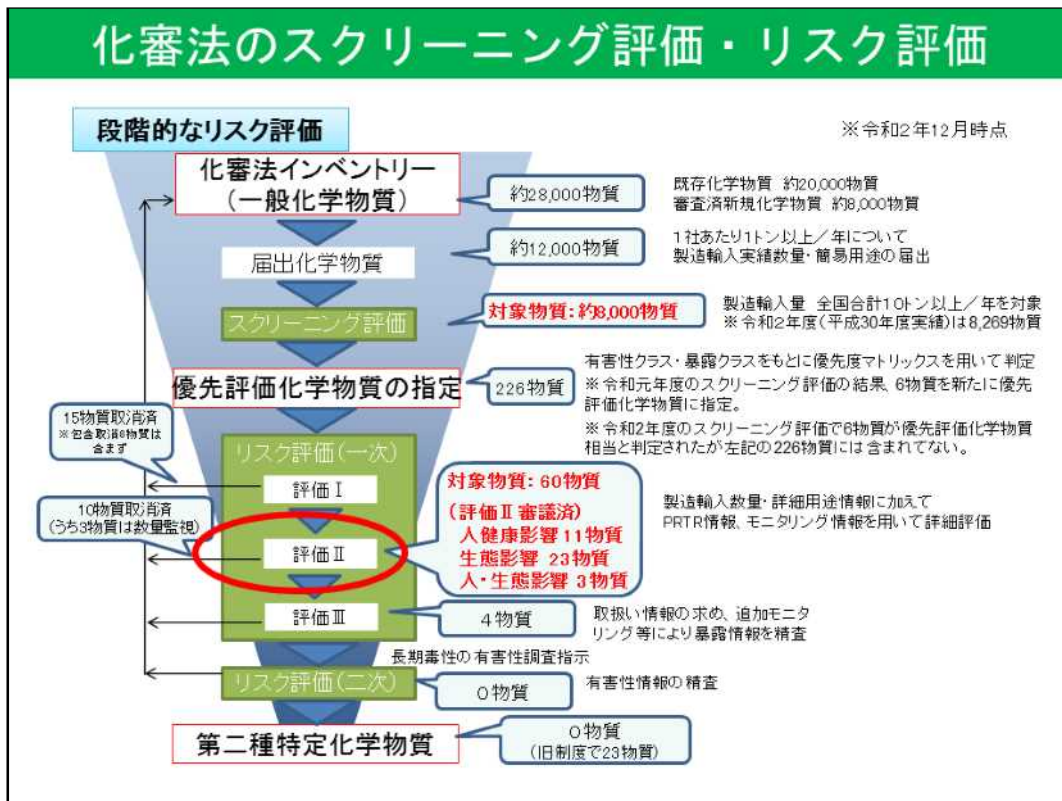 化審法のスクリーニング評価・リスク評価
段階的なリスク評価
※令和2年12月時点
化審法インベントリー
(一般化学物質)
約28,000物質
既存化学物質 約20,000物質
審査済新規化学物質 約8,000物質
届出化学物質
約12,000物質
1社あたり1トン以上/年について
製造輸入実績数量・簡易用途の届出
スクリーニング評価
対象物質:約8,000物質
製造輸入量 全国合計10トン以上/年を対象
※令和2年度(平成30年度実績)は8,269物質
優先評価化学物質の指定
226物質
有害性クラス・暴露クラスをもとに優先度マトリックスを用いて判定
※令和元年度のスクリーニング評価の結果、6物質を新たに優先
評価化学物質に指定。
※令和2年度のスクリーニング評価で6物質が優先評価化学物質
相当と判定されたが左記の226物質には含まれてない。
15物質取消済
※包含取消8物質は
含まず
リスク評価(一次)
評価Ⅰ
10物質取消済
(うち3物質は数量監視)
評価Ⅱ
対象物質:60物質
(評価Ⅱ審議済)
人健康影響 11物質
生態影響 23物質
人・生態影響 3物質
製造輸入数量・詳細用途情報に加えて
PRTR情報、モニタリング情報を用いて詳細評価
評価Ⅲ
4物質
取扱い情報の求め、追加モニタ
リング等により暴露情報を精査
長期毒性の有害性調査指示
リスク評価(二次)
0物質
有害性情報の精査
第二種特定化学物質
0物質
(旧制度で23物質)